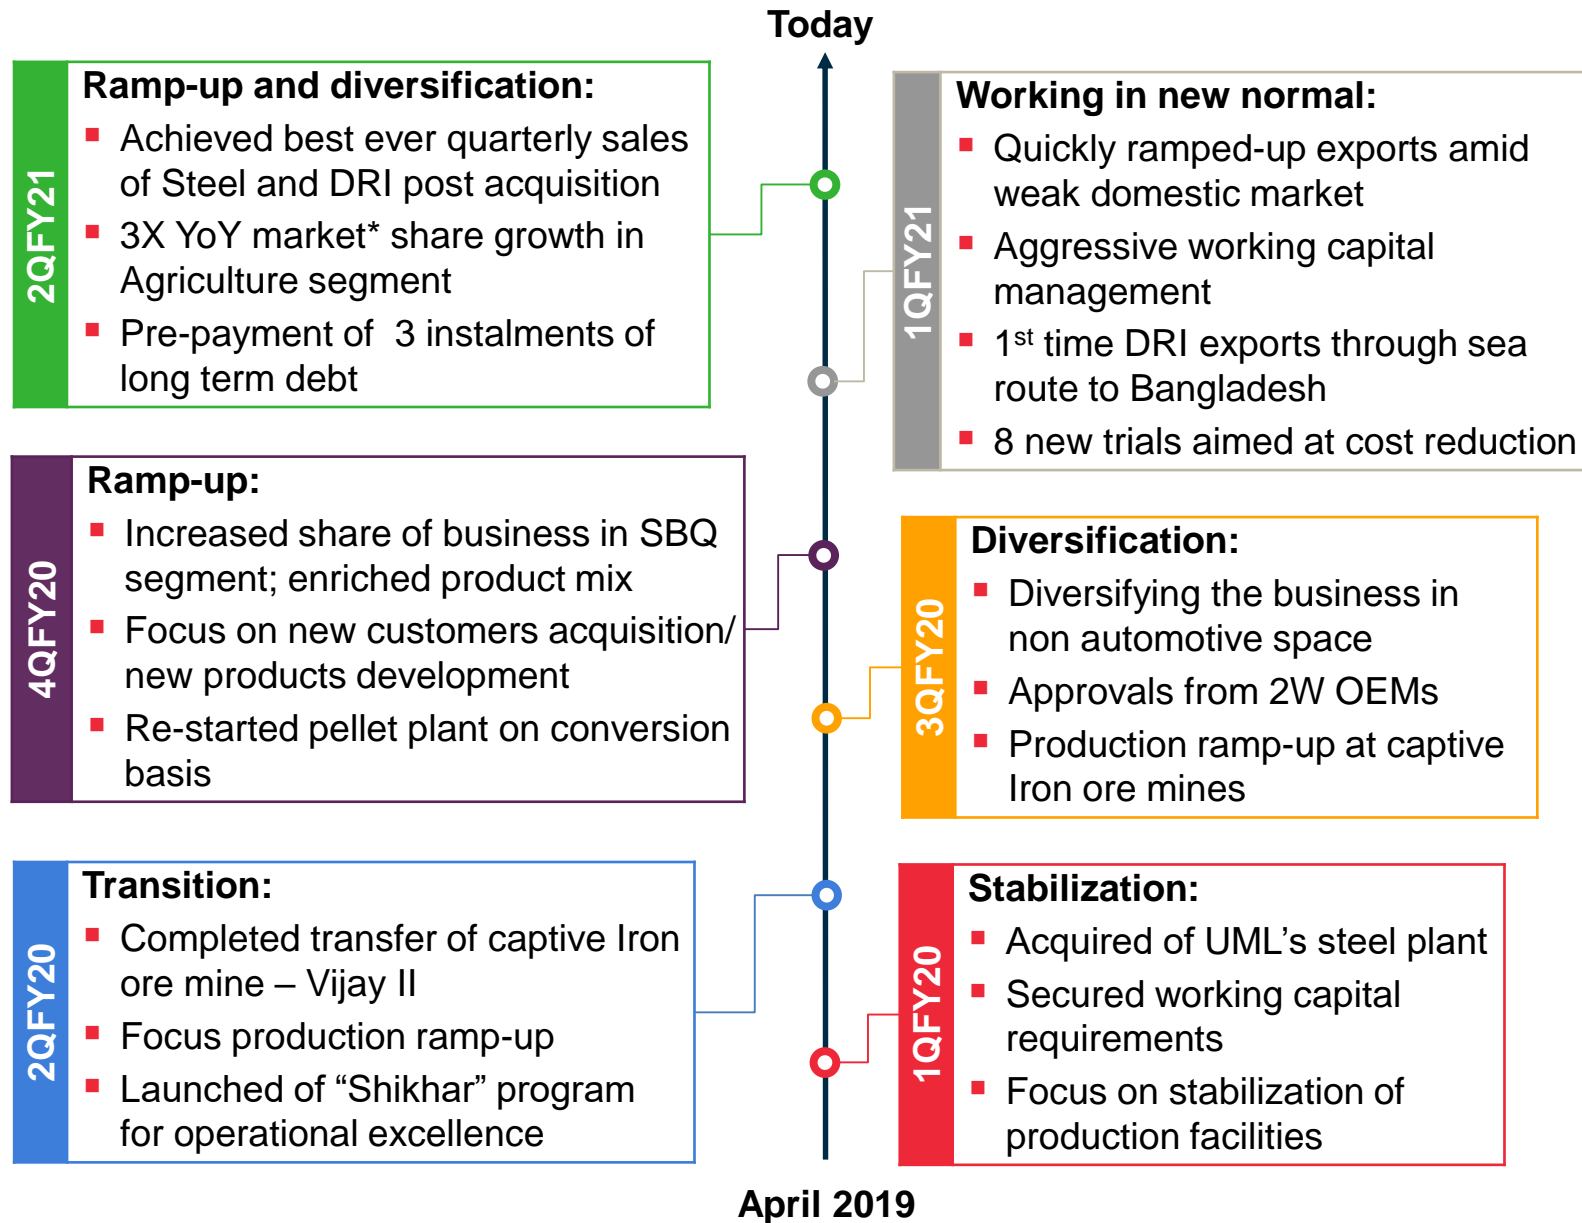 Today
2QFY21
Ramp-up and diversification:
▪ Achieved best ever quarterly sales
of Steel and DRI post acquisition
▪ 3X YoY market* share growth in
Agriculture segment
▪ Pre-payment of 3 instalments of
long term debt
1QFY21
Working in new normal:
▪ Quickly ramped-up exports amid
weak domestic market
▪ Aggressive working capital
management
▪ 1st time DRI exports through sea
route to Bangladesh
▪ 8 new trials aimed at cost reduction
4QFY20
Ramp-up:
▪ Increased share of business in SBQ
segment; enriched product mix
▪ Focus on new customers acquisition/
new products development
▪ Re-started pellet plant on conversion
basis
3QFY20
Diversification:
▪ Diversifying the business in
non automotive space
▪ Approvals from 2W OEMs
▪ Production ramp-up at captive
Iron ore mines
2QFY20
Transition:
▪ Completed transfer of captive Iron
ore mine – Vijay II
▪ Focus production ramp-up
▪ Launched of “Shikhar” program
for operational excellence
1QFY20
Stabilization:
▪ Acquired of UML’s steel plant
▪ Secured working capital
requirements
▪ Focus on stabilization of
production facilities
April 2019